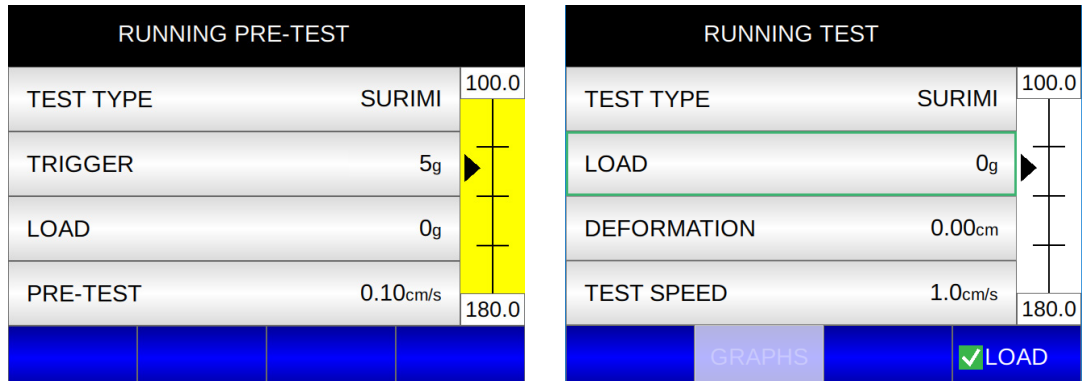 RUNNING PRE-TEST
TEST TYPE SURIMI
100.0
TRIGGER 5g
LOAD 0g
PRE-TEST 0.10cm/s
180.0
RUNNING TEST
TEST TYPE SURIMI
100.0
LOAD 0g
DEFORMATION 0.00cm
TEST SPEED 1.0cm/s
180.0
GRAPHS
LOAD